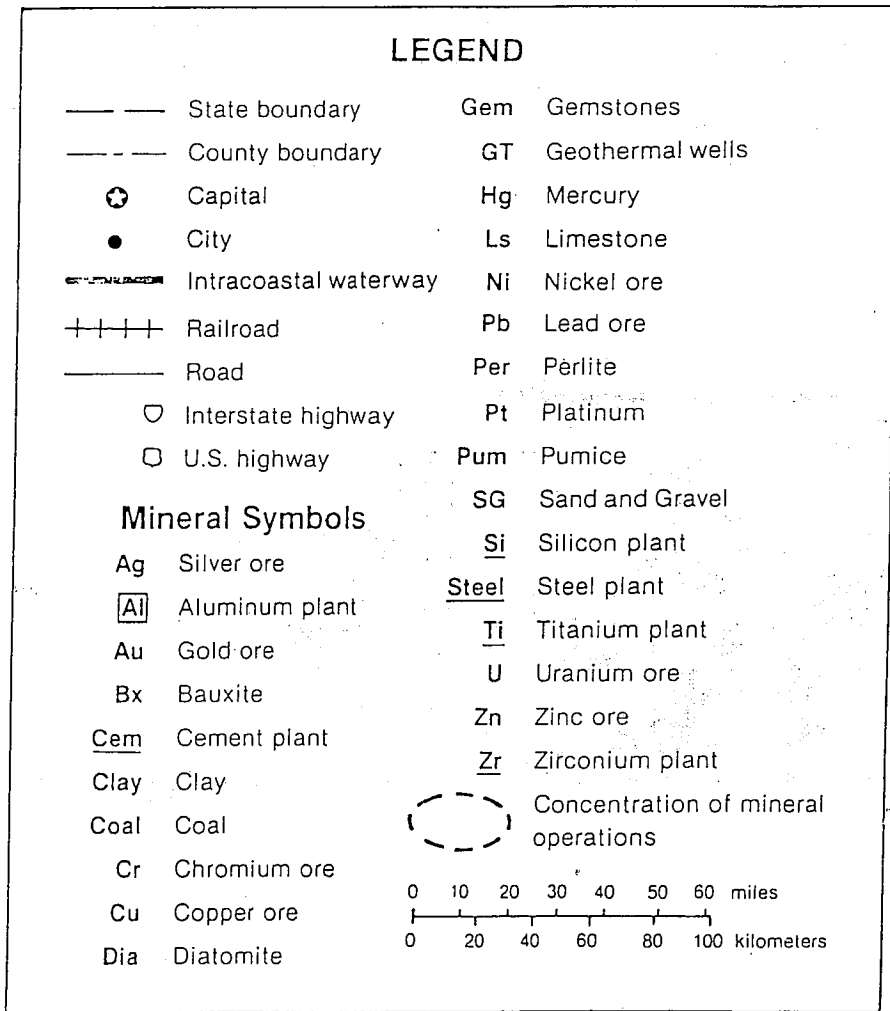 LEGEND
State boundary
County boundary
Capital
City
Intracoastal waterway
Railroad
Road
Interstate highway
U.S. highway
Mineral Symbols
Ag Silver ore
Al Aluminum plant
Au Gold ore
Bx Bauxite
Cem Cement plant
Clay Clay
Coal Coal
Cr Chromium ore
Cu Copper ore
Dia Diatomite
Gem Gemstones
GT Geothermal wells
Hg Mercury
Ls Limestone
Ni Nickel ore
Pb Lead ore
Per Perlite
Pt Platinum
Pum Pumice
SG Sand and Gravel
Si Silicon plant
Steel Steel plant
Ti Titanium plant
U Uranium ore
Zn Zinc ore
Zr Zirconium plant
Concentration of mineral
operations
0 10 20 30 40 50 60 miles
0 20 40 60 80 100 kilometers